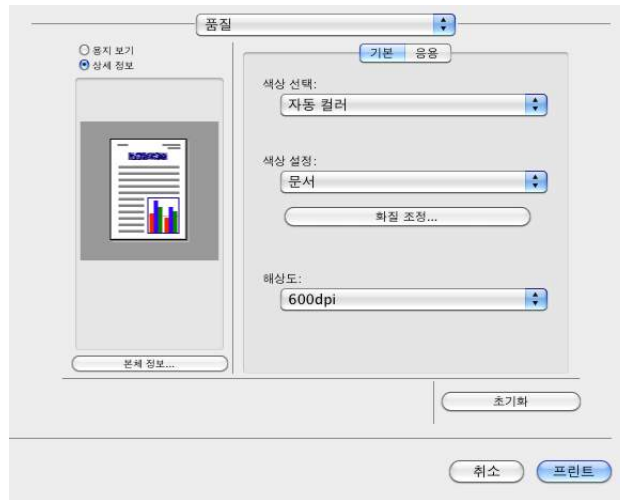 품질
용지 보기
상세 정보
본체 정보...
기본 응용
색상 선택:
자동 컬러
색상 설정:
문서
화질 조정...
해상도:
600dpi
초기화
취소 프린트